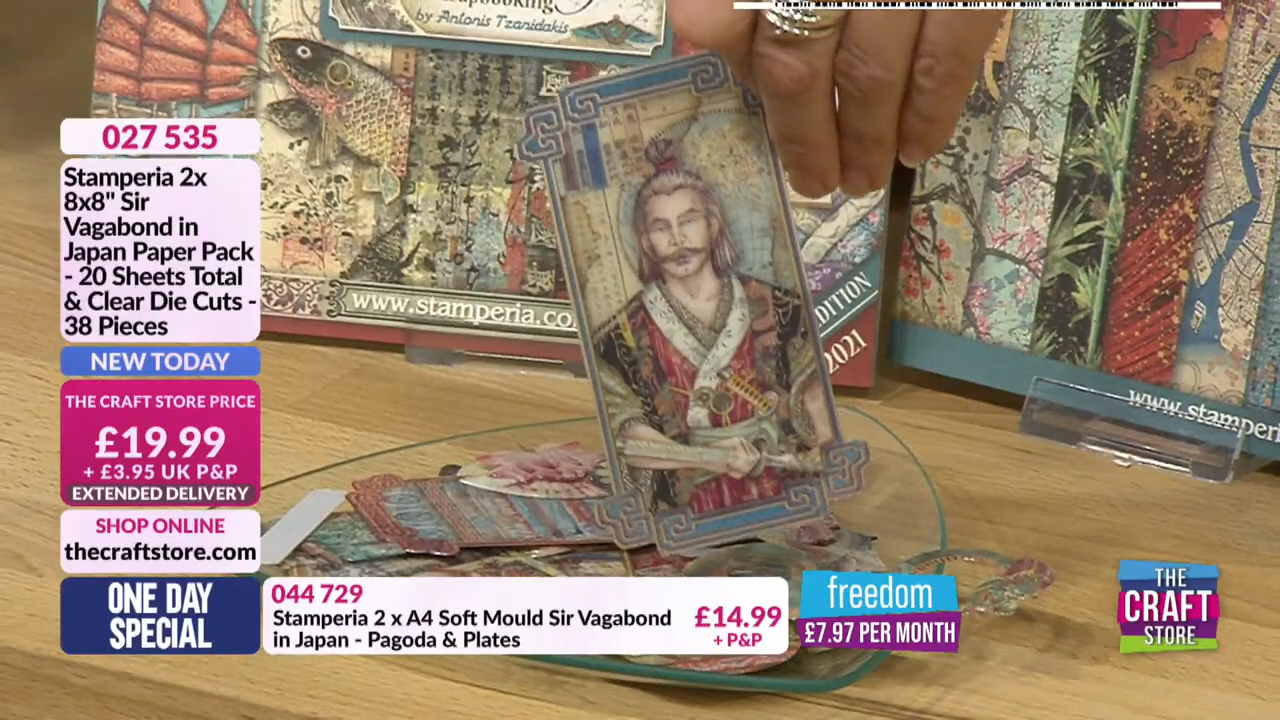 by Antonis Tzanidakis
www.stamperia.co
EDITION
2021
www.stamperi
027 535
Stamperia 2x
8x8" Sir
Vagabond in
Japan Paper Pack
- 20 Sheets Total
& Clear Die Cuts -
38 Pieces
NEW TODAY
THE CRAFT STORE PRICE
£19.99
+ £3.95 UK P&P
EXTENDED DELIVERY
SHOP ONLINE
thecraftstore.com
ONE DAY
SPECIAL
044 729
Stamperia 2 x A4 Soft Mould Sir Vagabond
in Japan - Pagoda & Plates
£14.99
+ P&P
freedom
£7.97 PER MONTH
THE
CRAFT
STORE